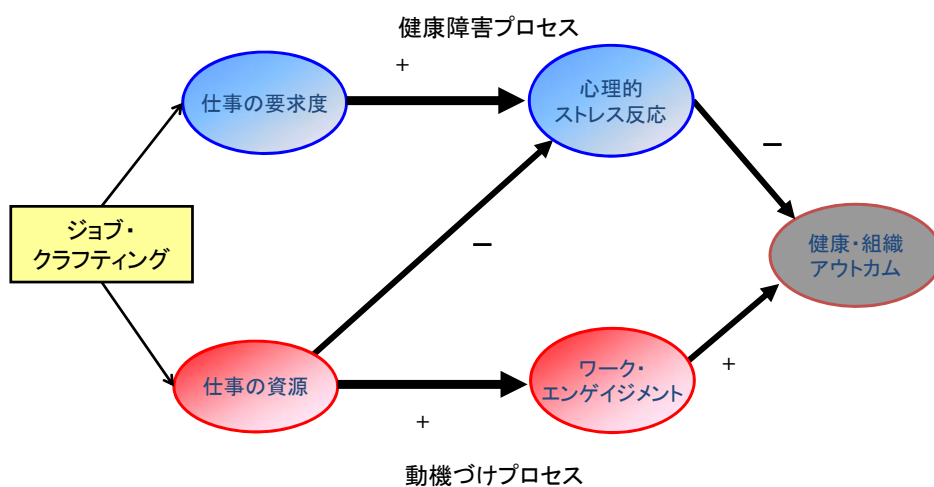 健康障害プロセス
+
仕事の要求度
心理的
ストレス反応
−
ジョブ・
クラフティング
−
健康・組織
アウトカム
仕事の資源
ワーク・
エンゲイジメント
+
+
動機づけプロセス